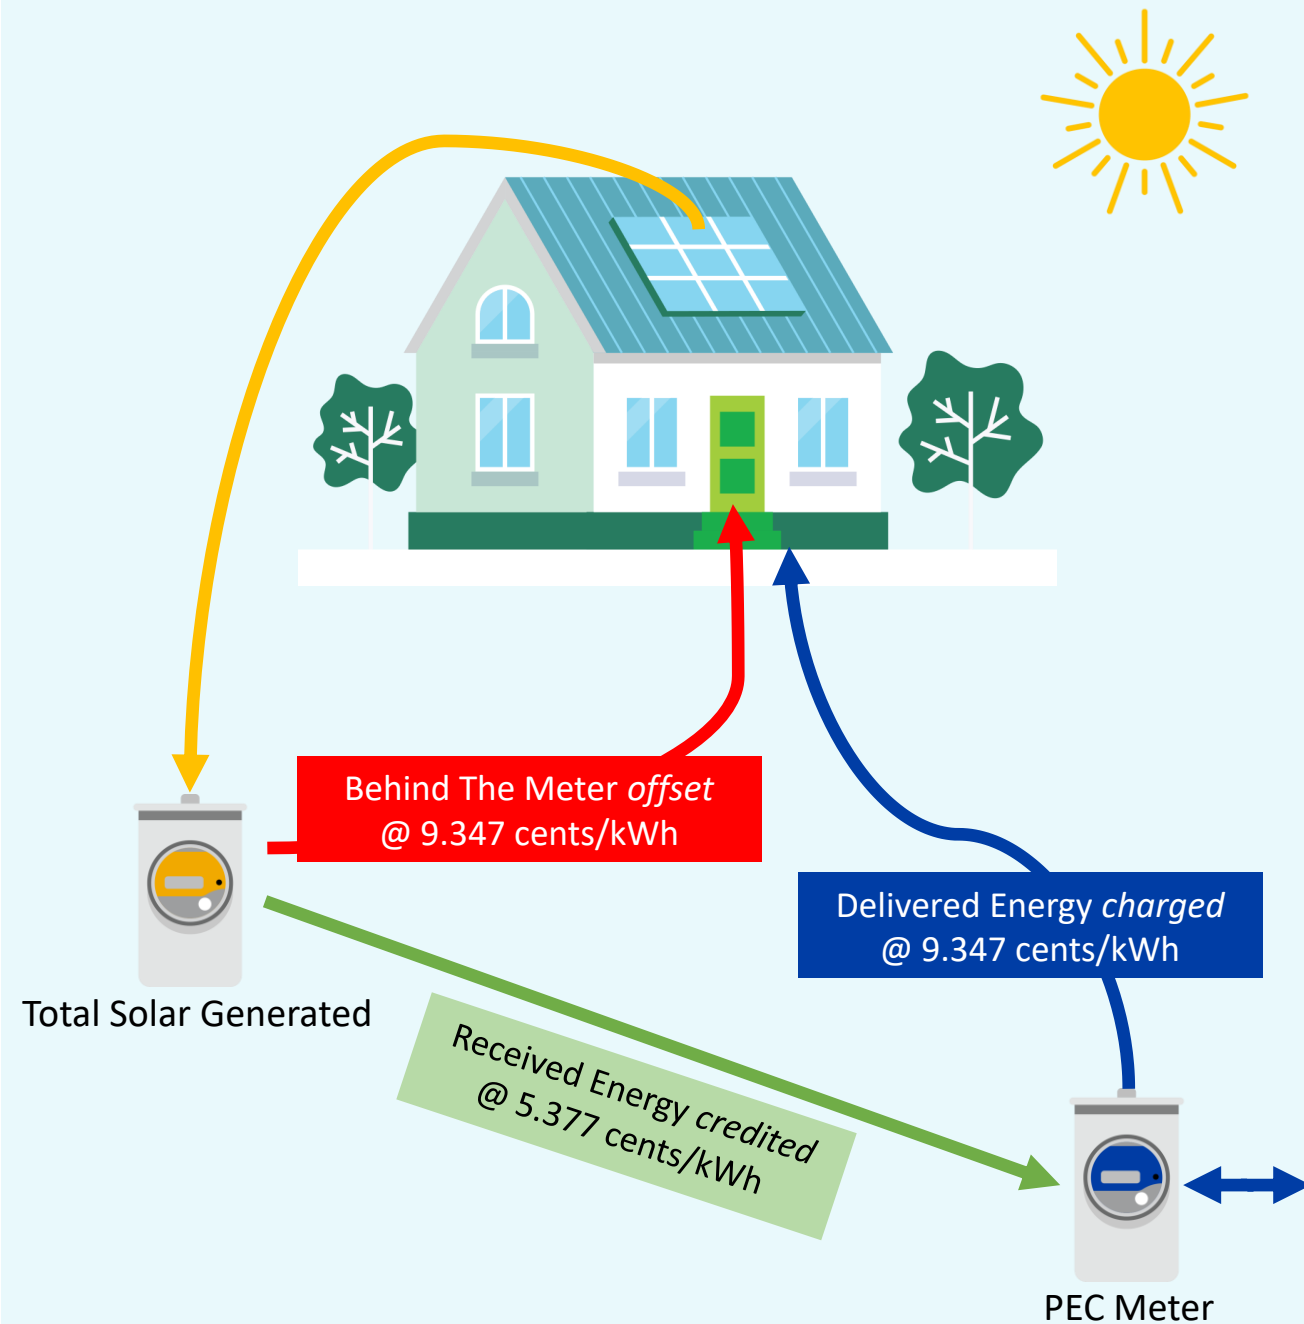 Behind The Meter offset
@ 9.347 cents/kWh
Delivered Energy charged
@ 9.347 cents/kWh
Total Solar Generated
Received Energy credited
@ 5.377 cents/kWh
PEC Meter